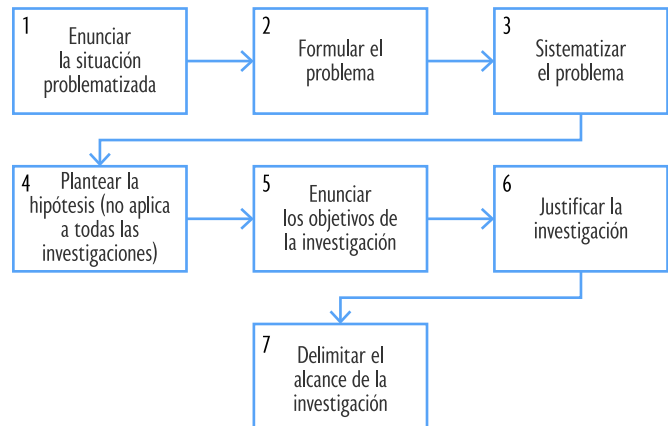 1
Enunciar
la situación
problematizada
2
Formular el
problema
3
Sistematizar
el problema
4
Plantear la
hipótesis (no aplica
a todas las
investigaciones)
5
Enunciar
los objetivos de
la investigación
6
Justificar la
investigación
7
Delimitar el
alcance de la
investigación